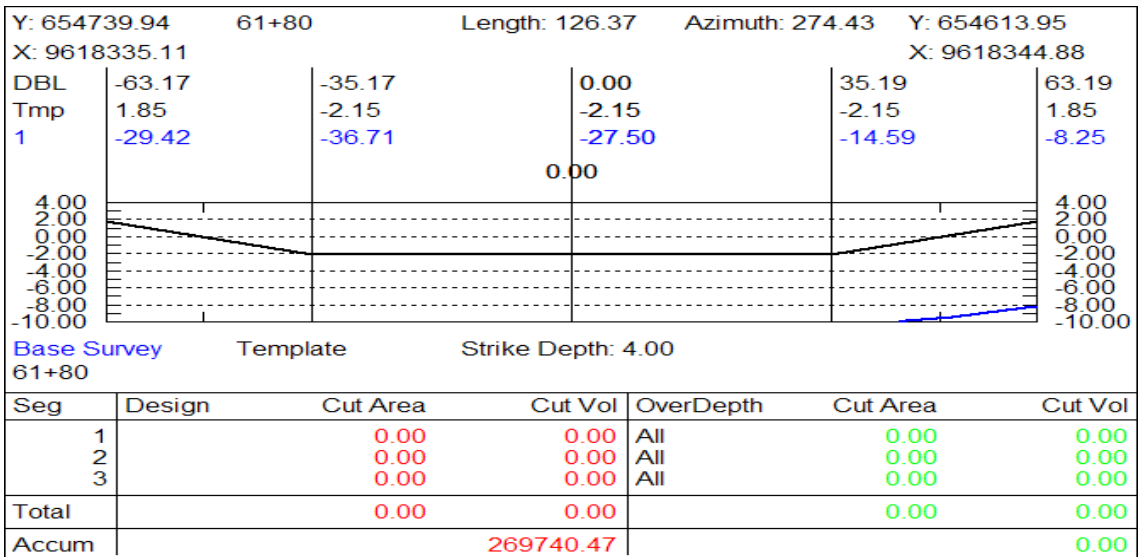 Y: 654739.94 61+80 Length: 126.37 Azimuth: 274.43 Y: 654613.95
X: 9618335.11 X: 9618344.88
DBL -63.17 -35.17 0.00 35.19 63.19
Tmp 1.85 -2.15 -2.15 -2.15 1.85
1 -29.42 -36.71 -27.50 -14.59 -8.25
0.00
4.00 4.00
2.00 2.00
0.00 0.00
-2.00 -2.00
-4.00 -4.00
-6.00 -6.00
-8.00 -8.00
-10.00 -10.00
Base Survey Template Strike Depth: 4.00
61+80
Seg Design Cut Area Cut Vol OverDepth Cut Area Cut Vol
1 0.00 0.00 All 0.00 0.00
2 0.00 0.00 All 0.00 0.00
3 0.00 0.00 All 0.00 0.00
Total 0.00 0.00 0.00 0.00
Accum 269740.47 0.00